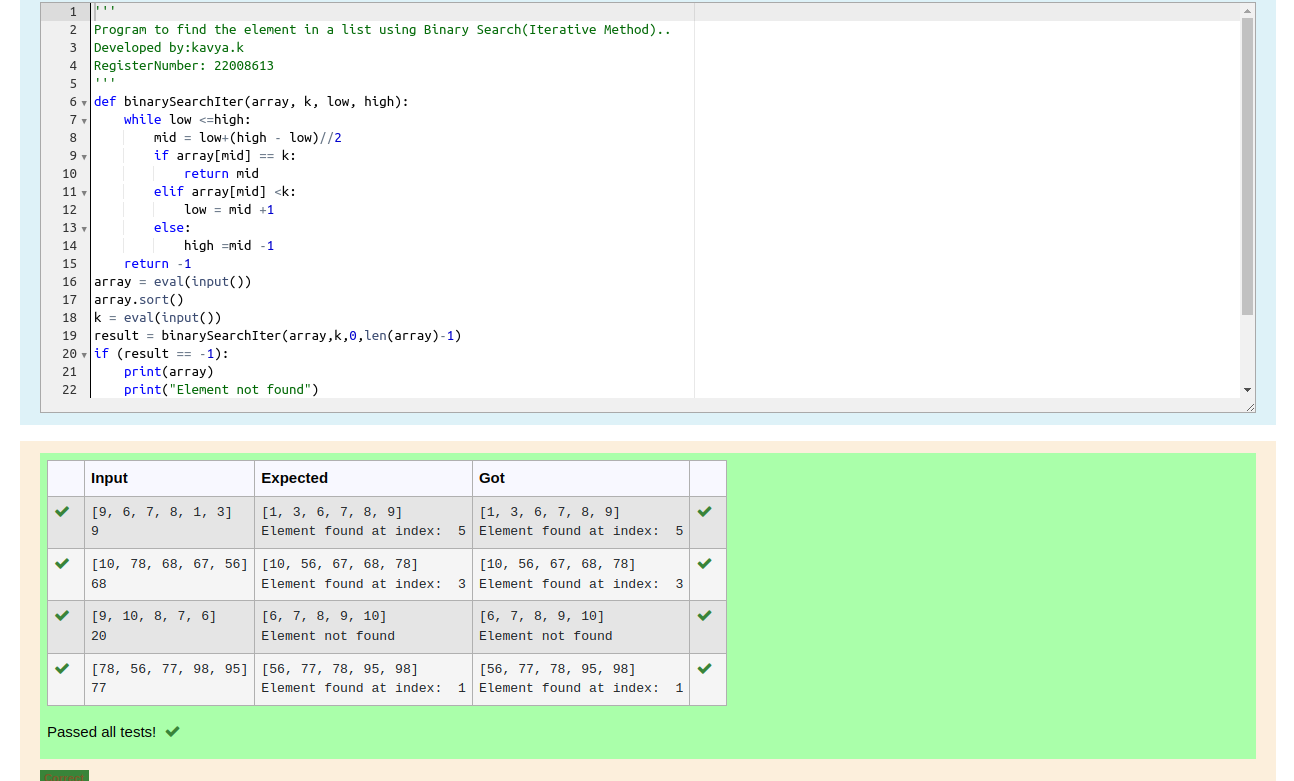 1 '''
2 Program to find the element in a list using Binary Search(Iterative Method)..
3 Developed by:kavya.k
4 RegisterNumber: 22008613
5 '''
6 def binarySearchIter(array, k, low, high):
7     while low <=high:
8         mid = low+(high - low)//2
9         if array[mid] == k:
10             return mid
11         elif array[mid] <k:
12             low = mid +1
13         else:
14             high =mid -1
15     return -1
16 array = eval(input())
17 array.sort()
18 k = eval(input())
19 result = binarySearchIter(array,k,0,len(array)-1)
20 if (result == -1):
21     print(array)
22     print("Element not found")
Input Expected Got
[9, 6, 7, 8, 1, 3] [1, 3, 6, 7, 8, 9] [1, 3, 6, 7, 8, 9]
9 Element found at index:  5 Element found at index:  5
[10, 78, 68, 67, 56] [10, 56, 67, 68, 78] [10, 56, 67, 68, 78]
68 Element found at index:  3 Element found at index:  3
[9, 10, 8, 7, 6] [6, 7, 8, 9, 10] [6, 7, 8, 9, 10]
20 Element not found Element not found
[78, 56, 77, 98, 95] [56, 77, 78, 95, 98] [56, 77, 78, 95, 98]
77 Element found at index:  1 Element found at index:  1
Passed all tests!
Correct